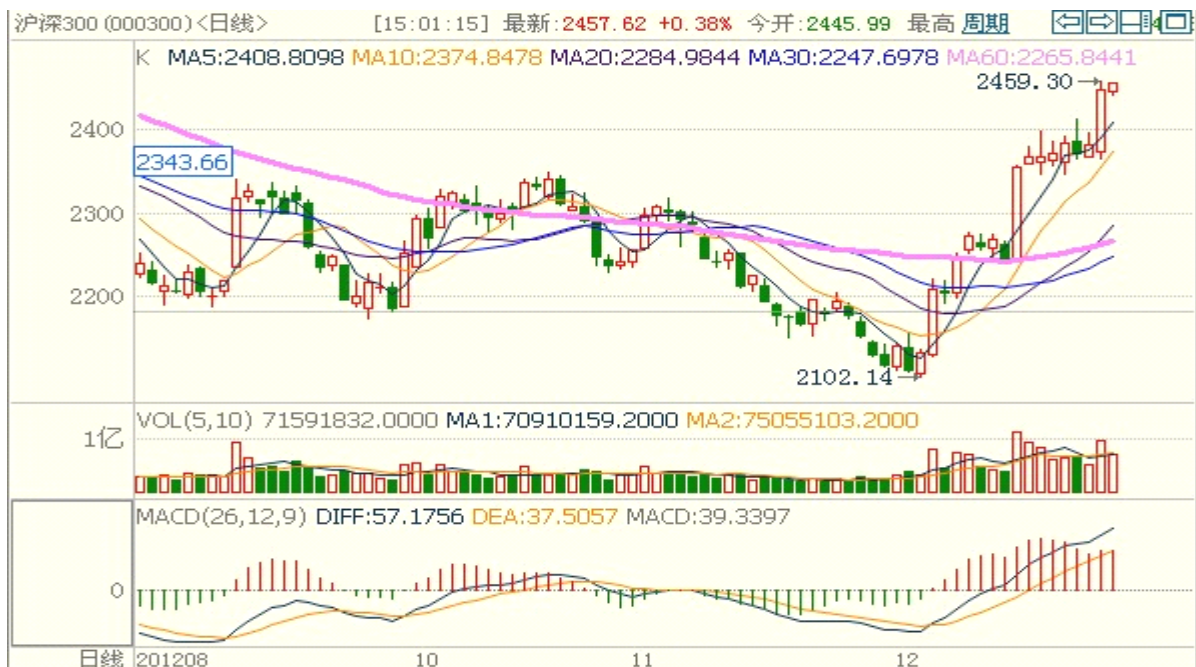 沪深300 (000300)<日线> [15:01:15] 最新:2457.62 +0.38% 今开:2445.99 最高 周期
K MA5:2408.8098 MA10:2374.8478 MA20:2284.9844 MA30:2247.6978 MA60:2265.8441
2459.30
2400
2343.66
2300
2200
2102.14
VOL(5,10) 71591832.0000 MA1:70910159.2000 MA2:75055103.2000
1亿
MACD(26,12,9) DIFF:57.1756 DEA:37.5057 MACD:39.3397
0
日线 201208 10 11 12